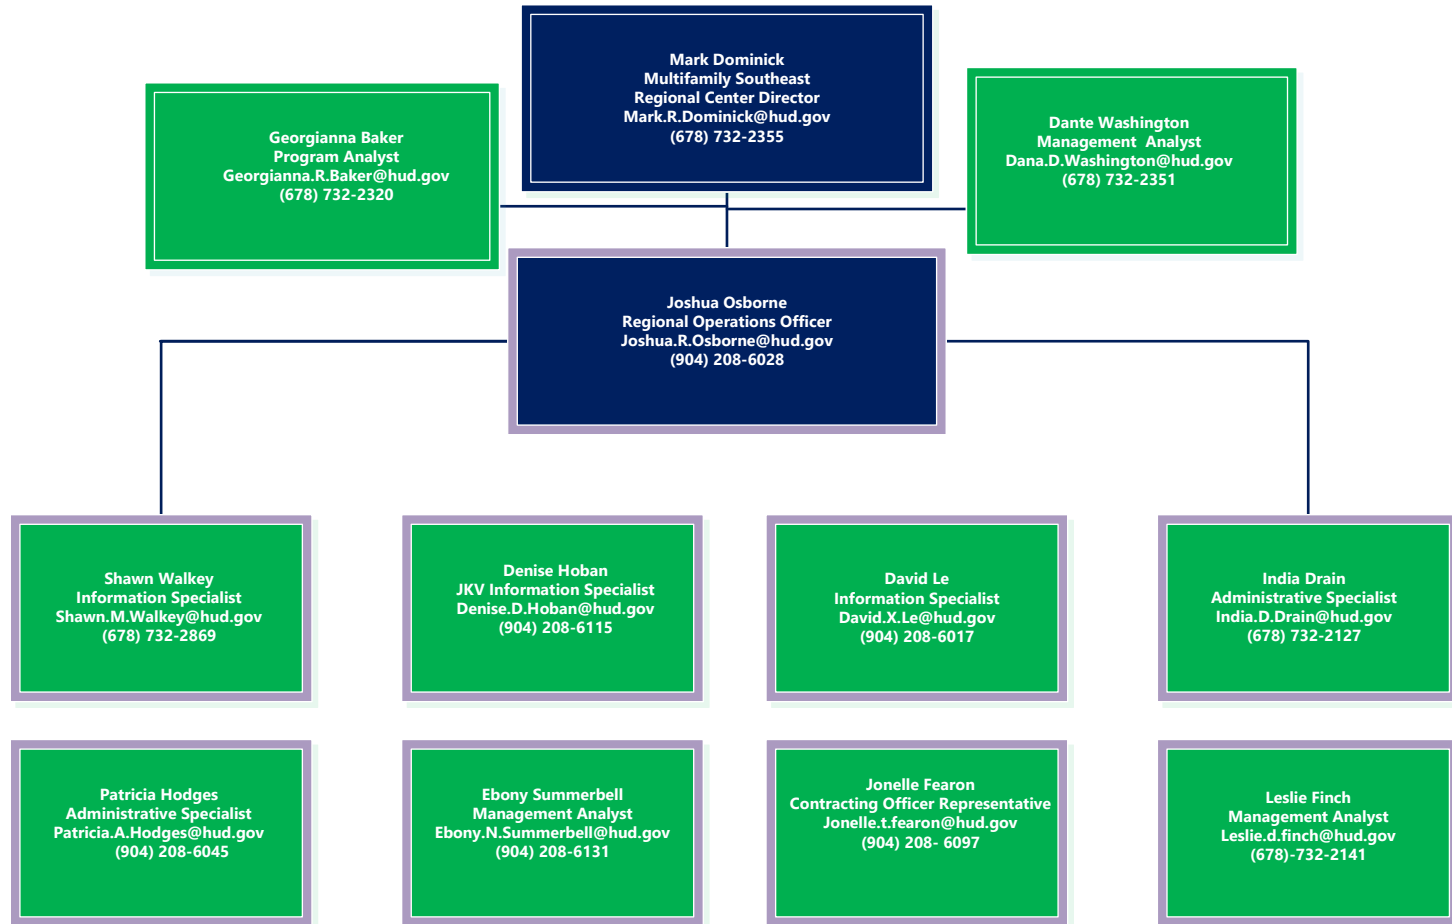 Mark Dominick
Multifamily Southeast
Regional Center Director
Mark.R.Dominick@hud.gov
(678) 732-2355
Georgianna Baker
Program Analyst
Georgianna.R.Baker@hud.gov
(678) 732-2320
Dante Washington
Management  Analyst
Dana.D.Washington@hud.gov
(678) 732-2351
Joshua Osborne
Regional Operations Officer
Joshua.R.Osborne@hud.gov
(904) 208-6028
Shawn Walkey
Information Specialist
Shawn.M.Walkey@hud.gov
(678) 732-2869
Denise Hoban
JKV Information Specialist
Denise.D.Hoban@hud.gov
(904) 208-6115
David Le
Information Specialist
David.X.Le@hud.gov
(904) 208-6017
India Drain
Administrative Specialist
India.D.Drain@hud.gov
(678) 732-2127
Patricia Hodges
Administrative Specialist
Patricia.A.Hodges@hud.gov
(904) 208-6045
Ebony Summerbell
Management Analyst
Ebony.N.Summerbell@hud.gov
(904) 208-6131
Jonelle Fearon
Contracting Officer Representative
Jonelle.t.fearon@hud.gov
(904) 208- 6097
Leslie Finch
Management Analyst
Leslie.d.finch@hud.gov
(678)-732-2141